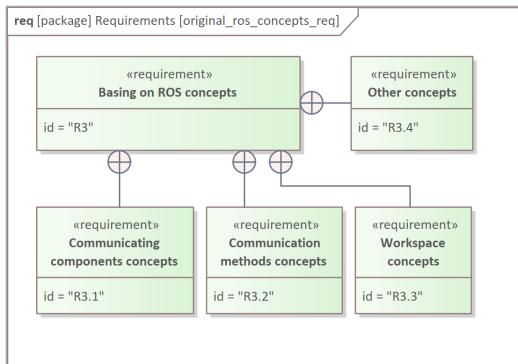 req [package] Requirements [original_ros_concepts_req]
«requirement»
Basing on ROS concepts
id = "R3"
«requirement»
Other concepts
id = "R3.4"
«requirement»
Communicating
components concepts
id = "R3.1"
«requirement»
Communication
methods concepts
id = "R3.2"
«requirement»
Workspace
concepts
id = "R3.3"